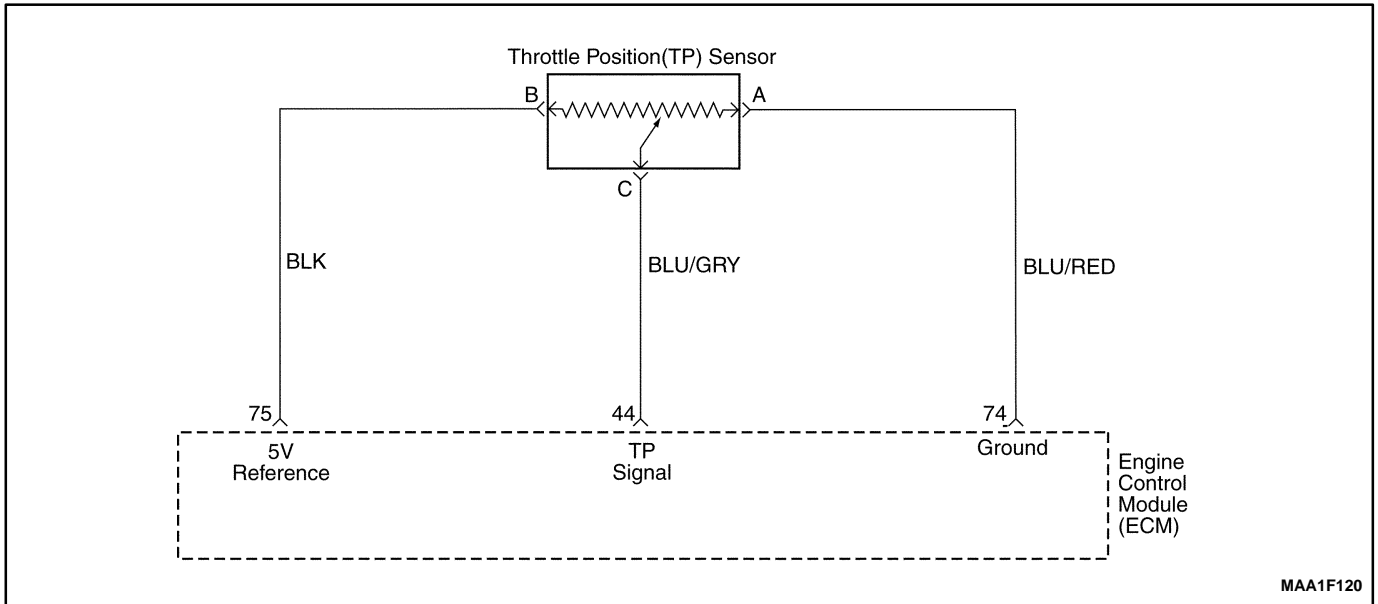 Throttle Position(TP) Sensor
B
A
C
BLK
BLU/GRY
BLU/RED
75
44
74
5V
Reference
TP
Signal
Ground
Engine
Control
Module
(ECM)
MAA1F120